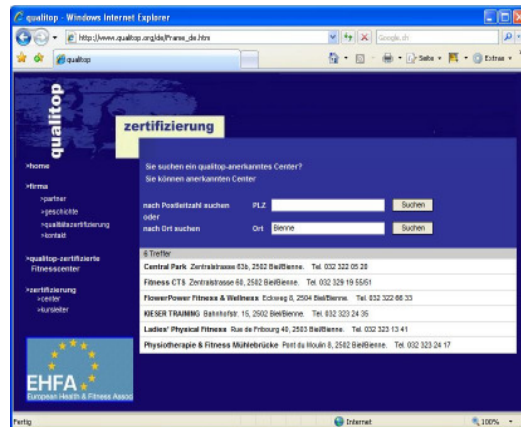 qualitop - Windows Internet Explorer
http://www.qualitop.org/de/Frame_de.htm
Google.ch
qualitop
Seite
Extras
qualitop
zertifizierung
>home
>firma
>partner
>geschichte
>qualitätszertifizierung
>kontakt
>qualitop-zertifizierte
Fitnesscenter
>zertifizierung
>center
>kursleiter
Sie suchen ein qualitop-anerkanntes Center?
Sie können anerkannten Center
nach Postleitzahl suchen PLZ Suchen
oder
nach Ort suchen Ort Bienne Suchen
6 Treffer
Central Park Zentralstrasse 63b, 2502 Biel/Bienne. Tel. 032 322 05 20
Fitness CTS Zentralstrasse 60, 2502 Biel/Bienne. Tel. 032 329 19 55/51
FlowerPower Fitness & Wellness Eckweg 8, 2504 Biel/Bienne. Tel. 032 322 66 33
KIESER TRAINING Bahnhofstr. 15, 2502 Biel/Bienne. Tel. 032 323 24 35
Ladies' Physical Fitness Rue de Fribourg 40, 2503 Biel/Bienne. Tel. 032 323 13 41
Physiotherapie & Fitness Mühlebrücke Pont du Moulin 8, 2502 Biel/Bienne. Tel. 032 323 24 17
EHFA
European Health & Fitness Assoc
Fertig
Internet
100%